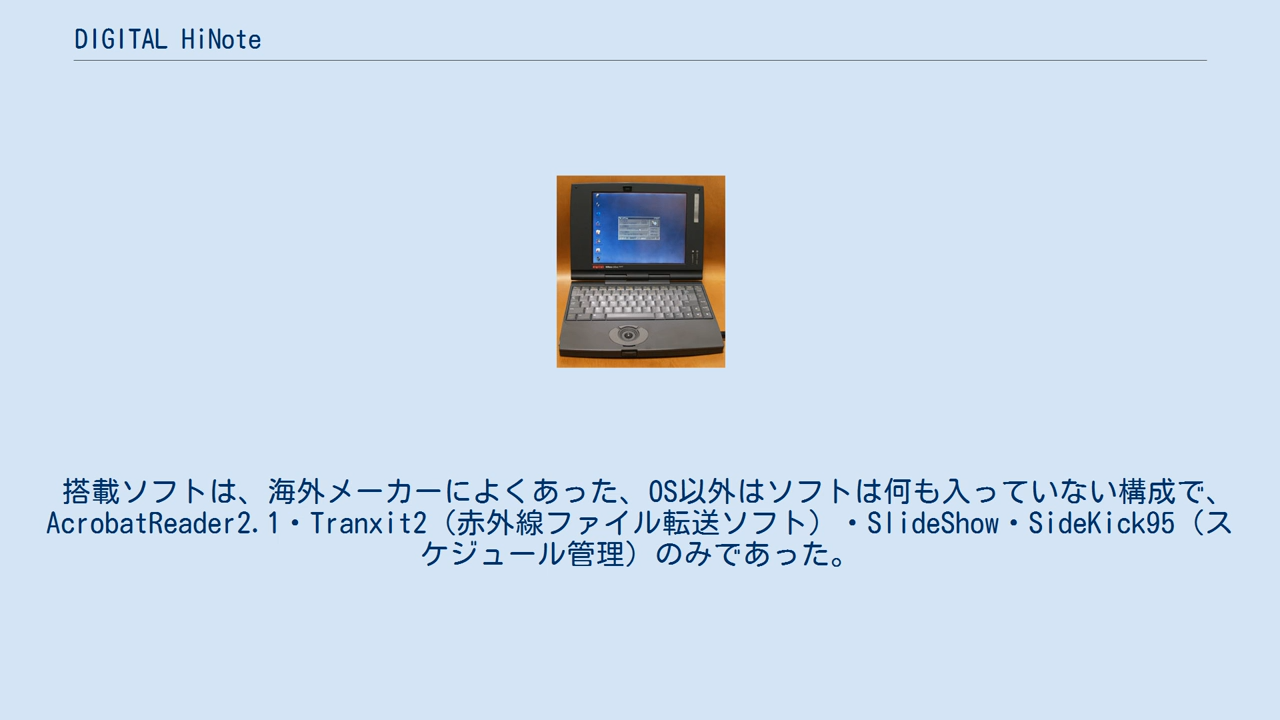 DIGITAL HiNote
搭載ソフトは、海外メーカーによくあった、OS以外はソフトは何も入っていない構成で、
AcrobatReader2.1・Tranxit2（赤外線ファイル転送ソフト）・SlideShow・SideKick95（ス
ケジュール管理）のみであった。